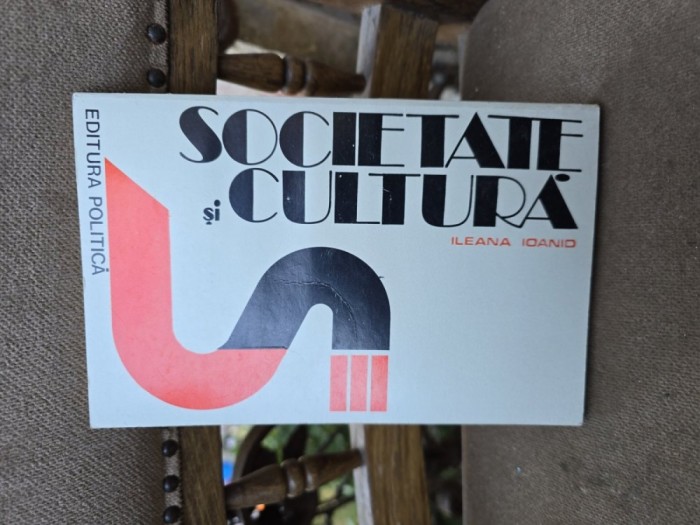 SOCIETATE
și CULTURĂ
ILEANA IOANID
EDITURA POLITICĂ